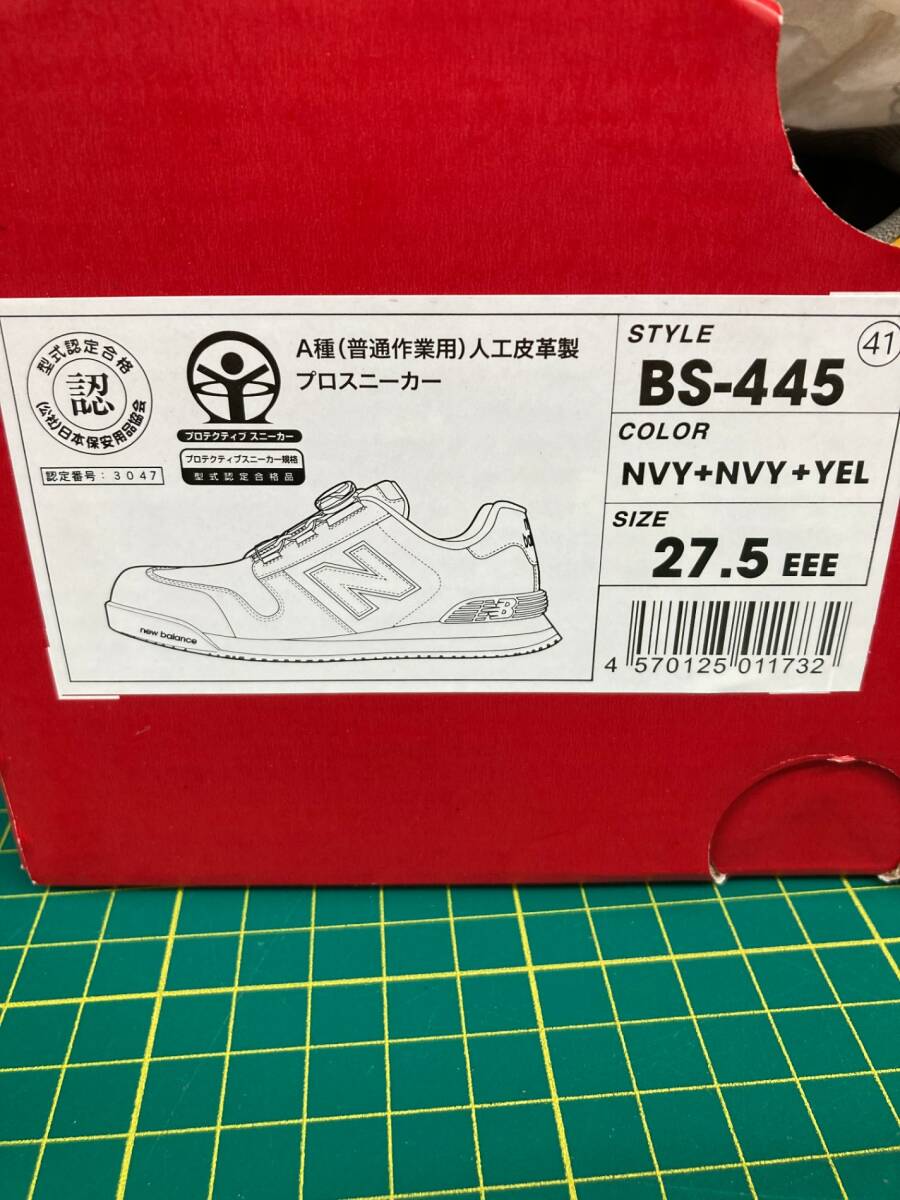 型式認定合格
認
(公社)日本保安用品協会
認定番号：3047
プロテクティブ スニーカー
プロテクティブスニーカー規格
型式認定合格品
A種(普通作業用)人工皮革製
プロスニーカー
N
new balance
NB
STYLE
BS-445
41
COLOR
NVY+NVY+YEL
SIZE
27.5 EEE
4 570125 011732